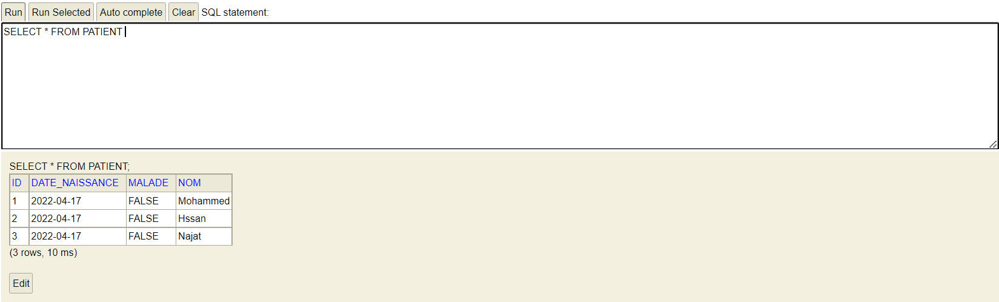 Run Run Selected Auto complete Clear SQL statement:
SELECT * FROM PATIENT
SELECT * FROM PATIENT;
ID DATE_NAISSANCE MALADE NOM
1 2022-04-17 FALSE Mohammed
2 2022-04-17 FALSE Hssan
3 2022-04-17 FALSE Najat
(3 rows, 10 ms)
Edit